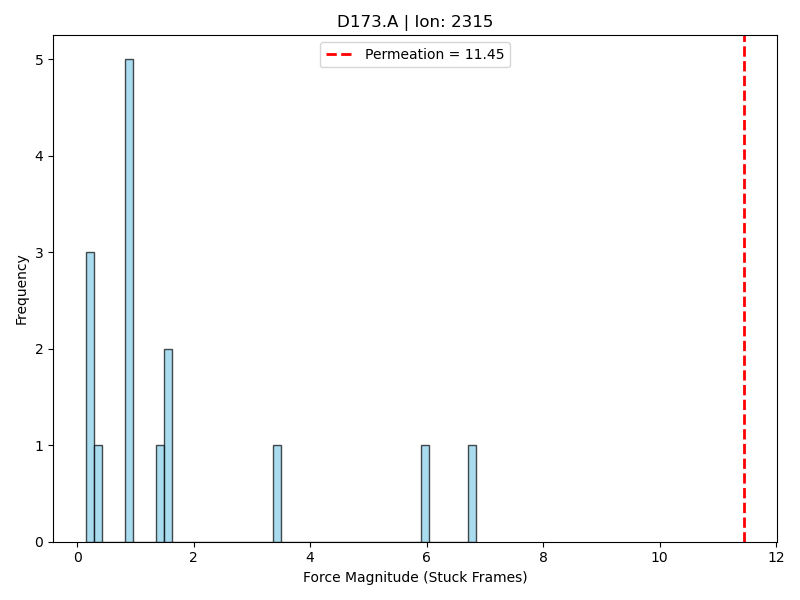 D173.A | Ion: 2315
Permeation = 11.45
Frequency
5
4
3
2
1
0
0 2 4 6 8 10 12
Force Magnitude (Stuck Frames)